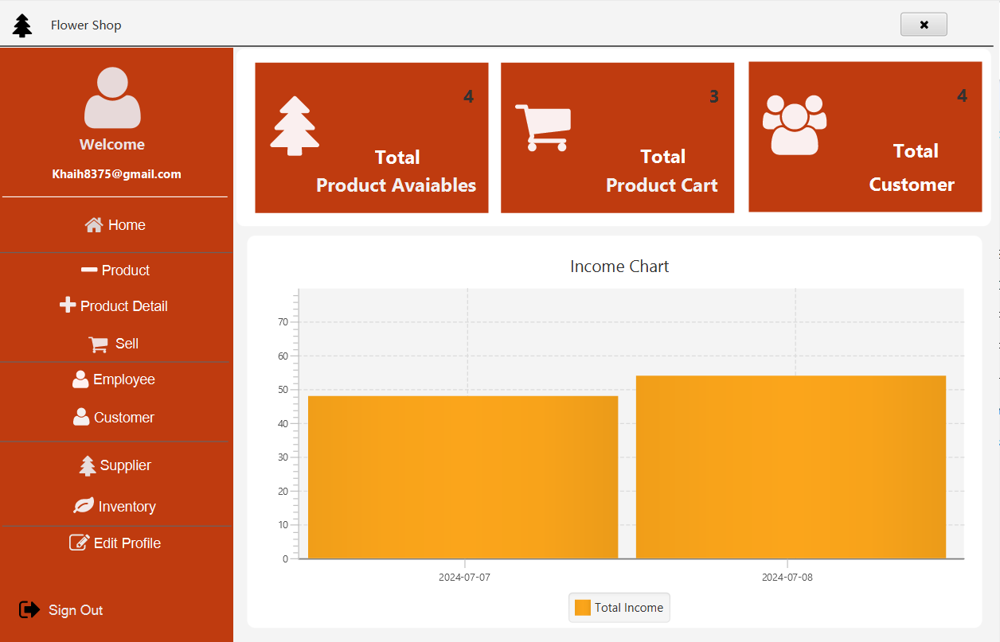 Flower Shop
Welcome
Khaih8375@gmail.com
Home
Product
Product Detail
Sell
Employee
Customer
Supplier
Inventory
Edit Profile
Sign Out
4
Total
Product Avaiables
3
Total
Product Cart
4
Total
Customer
Income Chart
70
60
50
40
30
20
10
0
2024-07-07
2024-07-08
Total Income